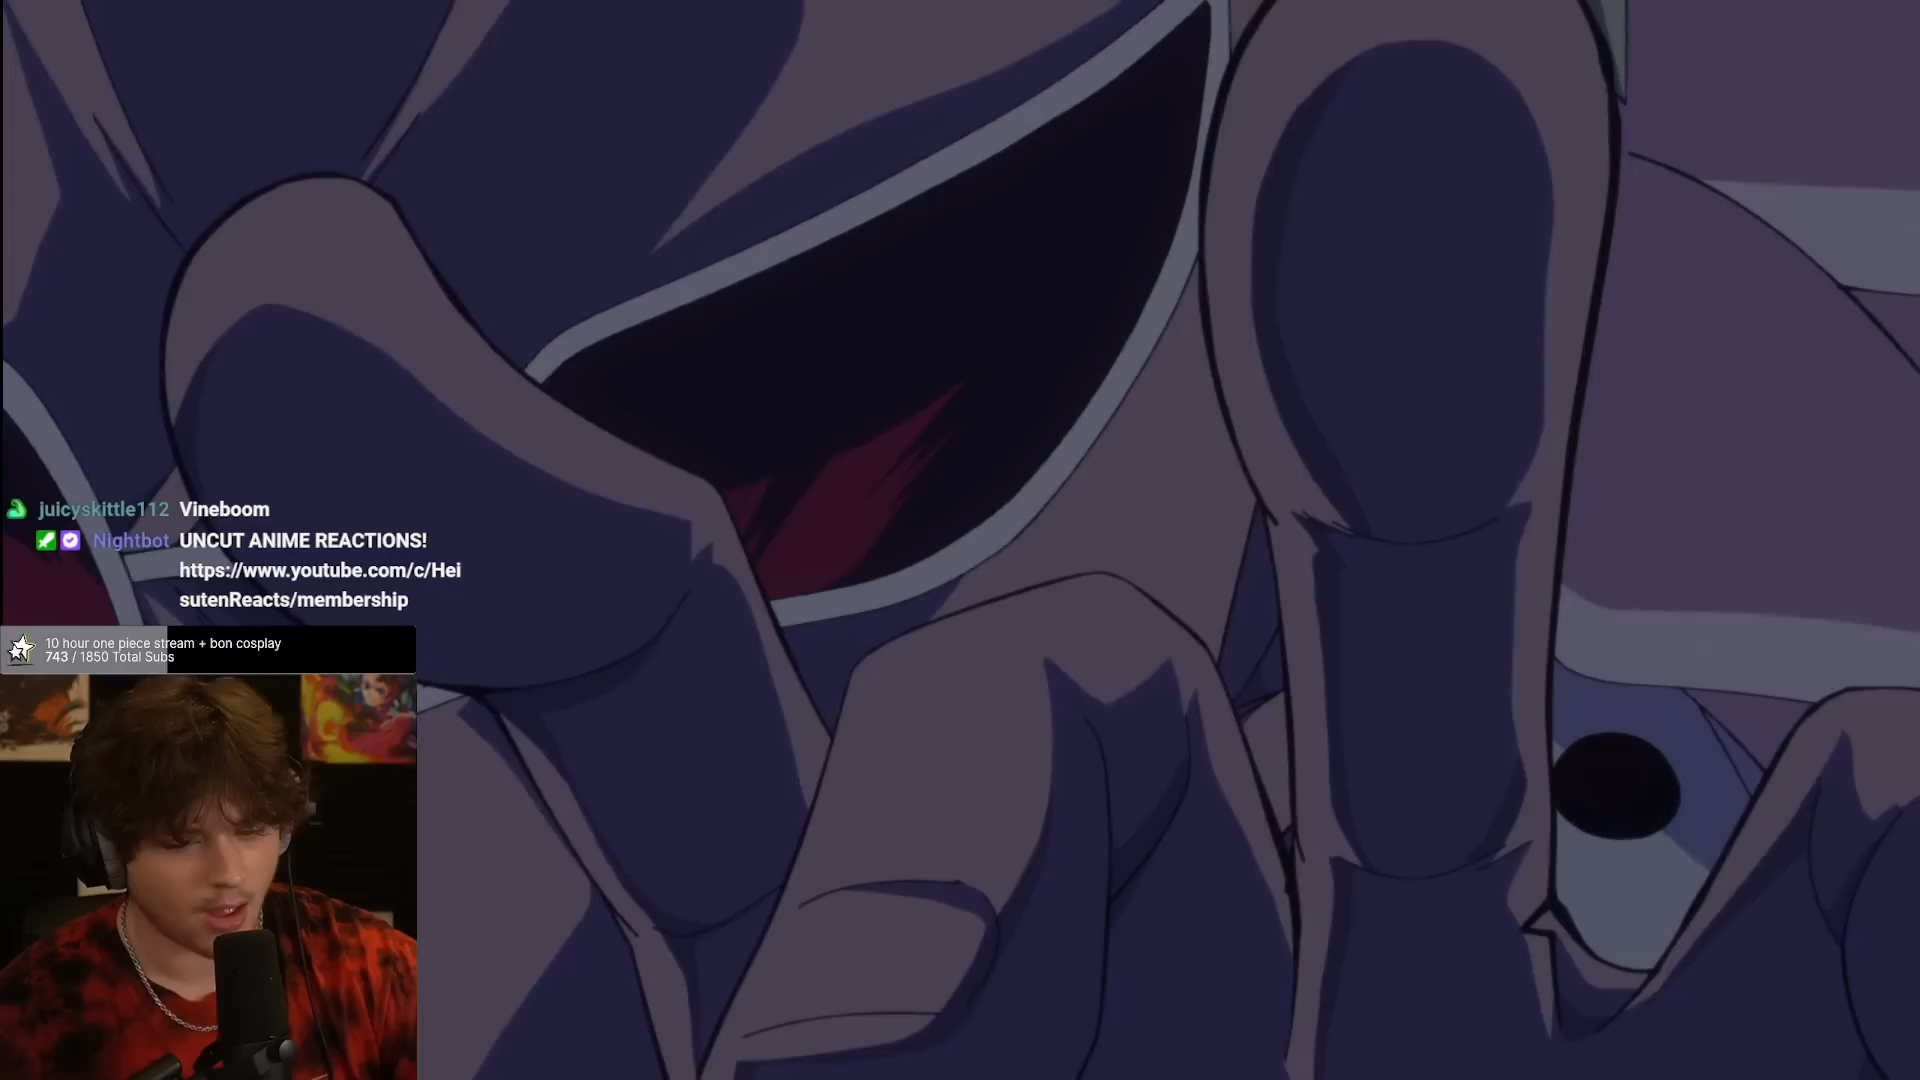 juicyskittle112 Vineboom
Nightbot UNCUT ANIME REACTIONS!
https://www.youtube.com/c/Hei
sutenReacts/membership
10 hour one piece stream + bon cosplay
743 / 1850 Total Subs